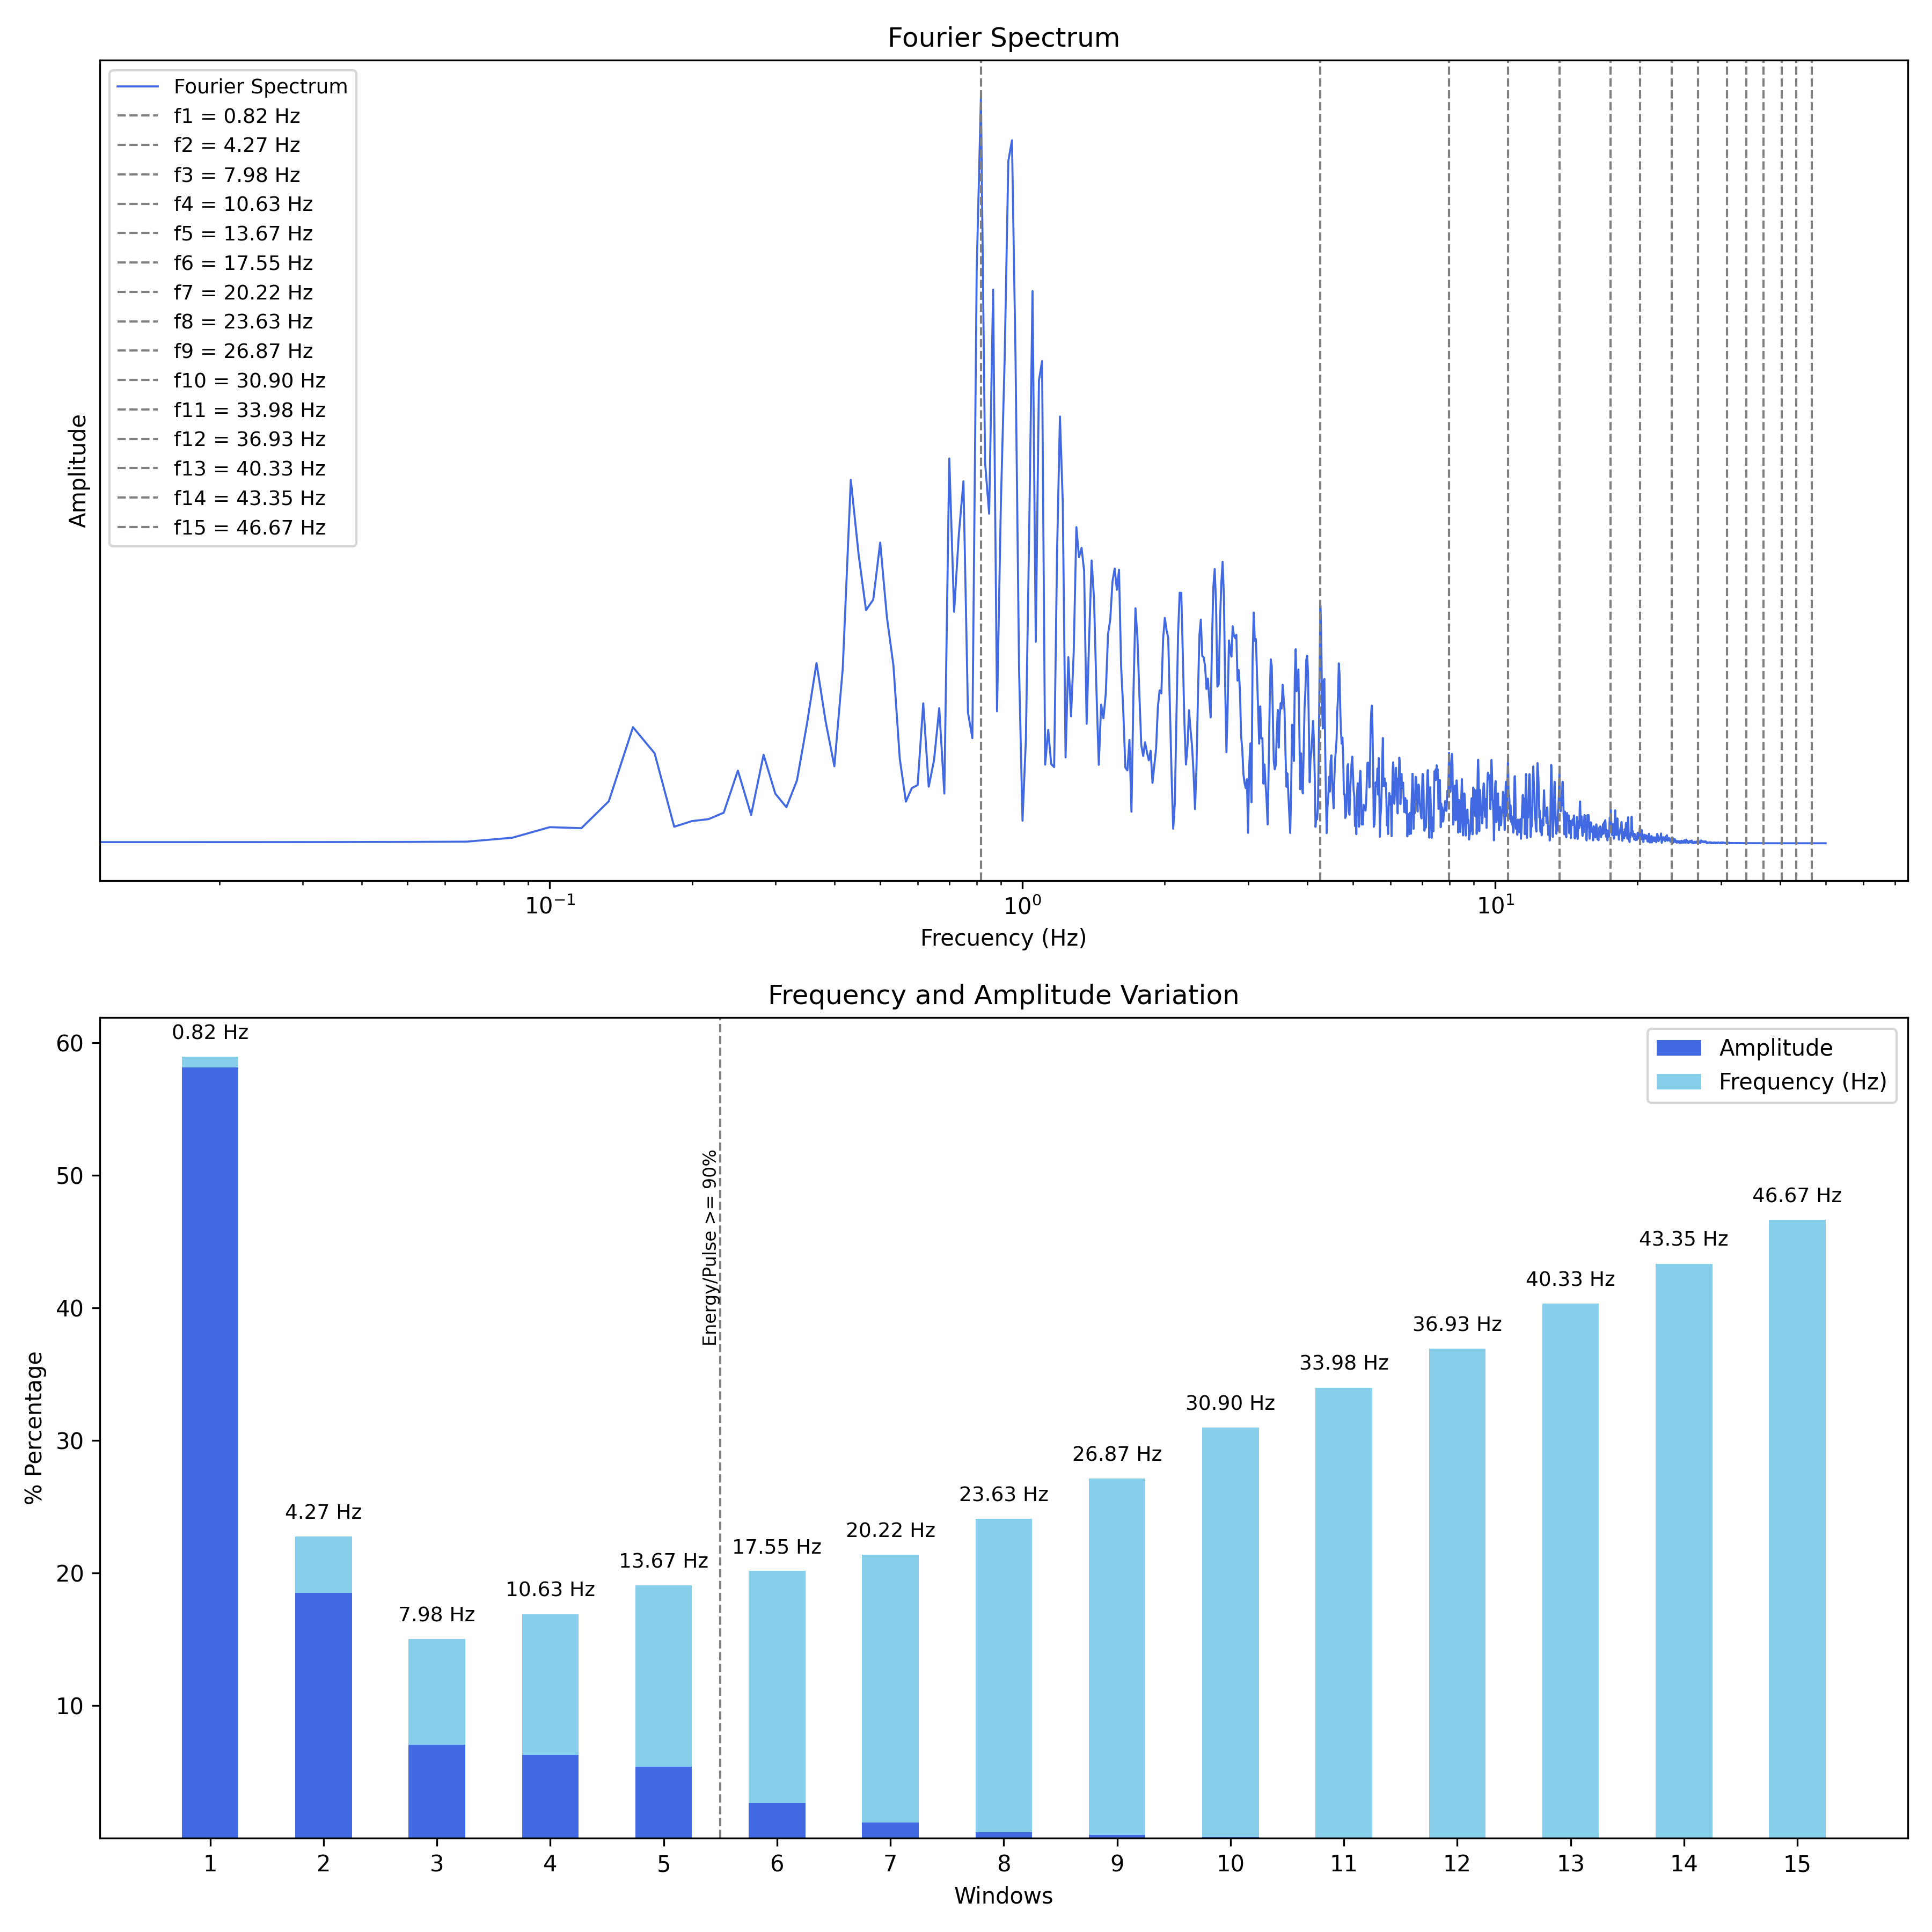 Fourier Spectrum
Fourier Spectrum
f1 = 0.82 Hz
f2 = 4.27 Hz
f3 = 7.98 Hz
f4 = 10.63 Hz
f5 = 13.67 Hz
f6 = 17.55 Hz
f7 = 20.22 Hz
f8 = 23.63 Hz
f9 = 26.87 Hz
f10 = 30.90 Hz
f11 = 33.98 Hz
f12 = 36.93 Hz
f13 = 40.33 Hz
f14 = 43.35 Hz
f15 = 46.67 Hz
Amplitude
10⁻¹ 10⁰ 10¹
Frecuency (Hz)
Frequency and Amplitude Variation
Amplitude
Frequency (Hz)
% Percentage
60
50
40
30
20
10
0.82 Hz
4.27 Hz
7.98 Hz
10.63 Hz
13.67 Hz
Energy/Pulse >= 90%
17.55 Hz
20.22 Hz
23.63 Hz
26.87 Hz
30.90 Hz
33.98 Hz
36.93 Hz
40.33 Hz
43.35 Hz
46.67 Hz
1 2 3 4 5 6 7 8 9 10 11 12 13 14 15
Windows